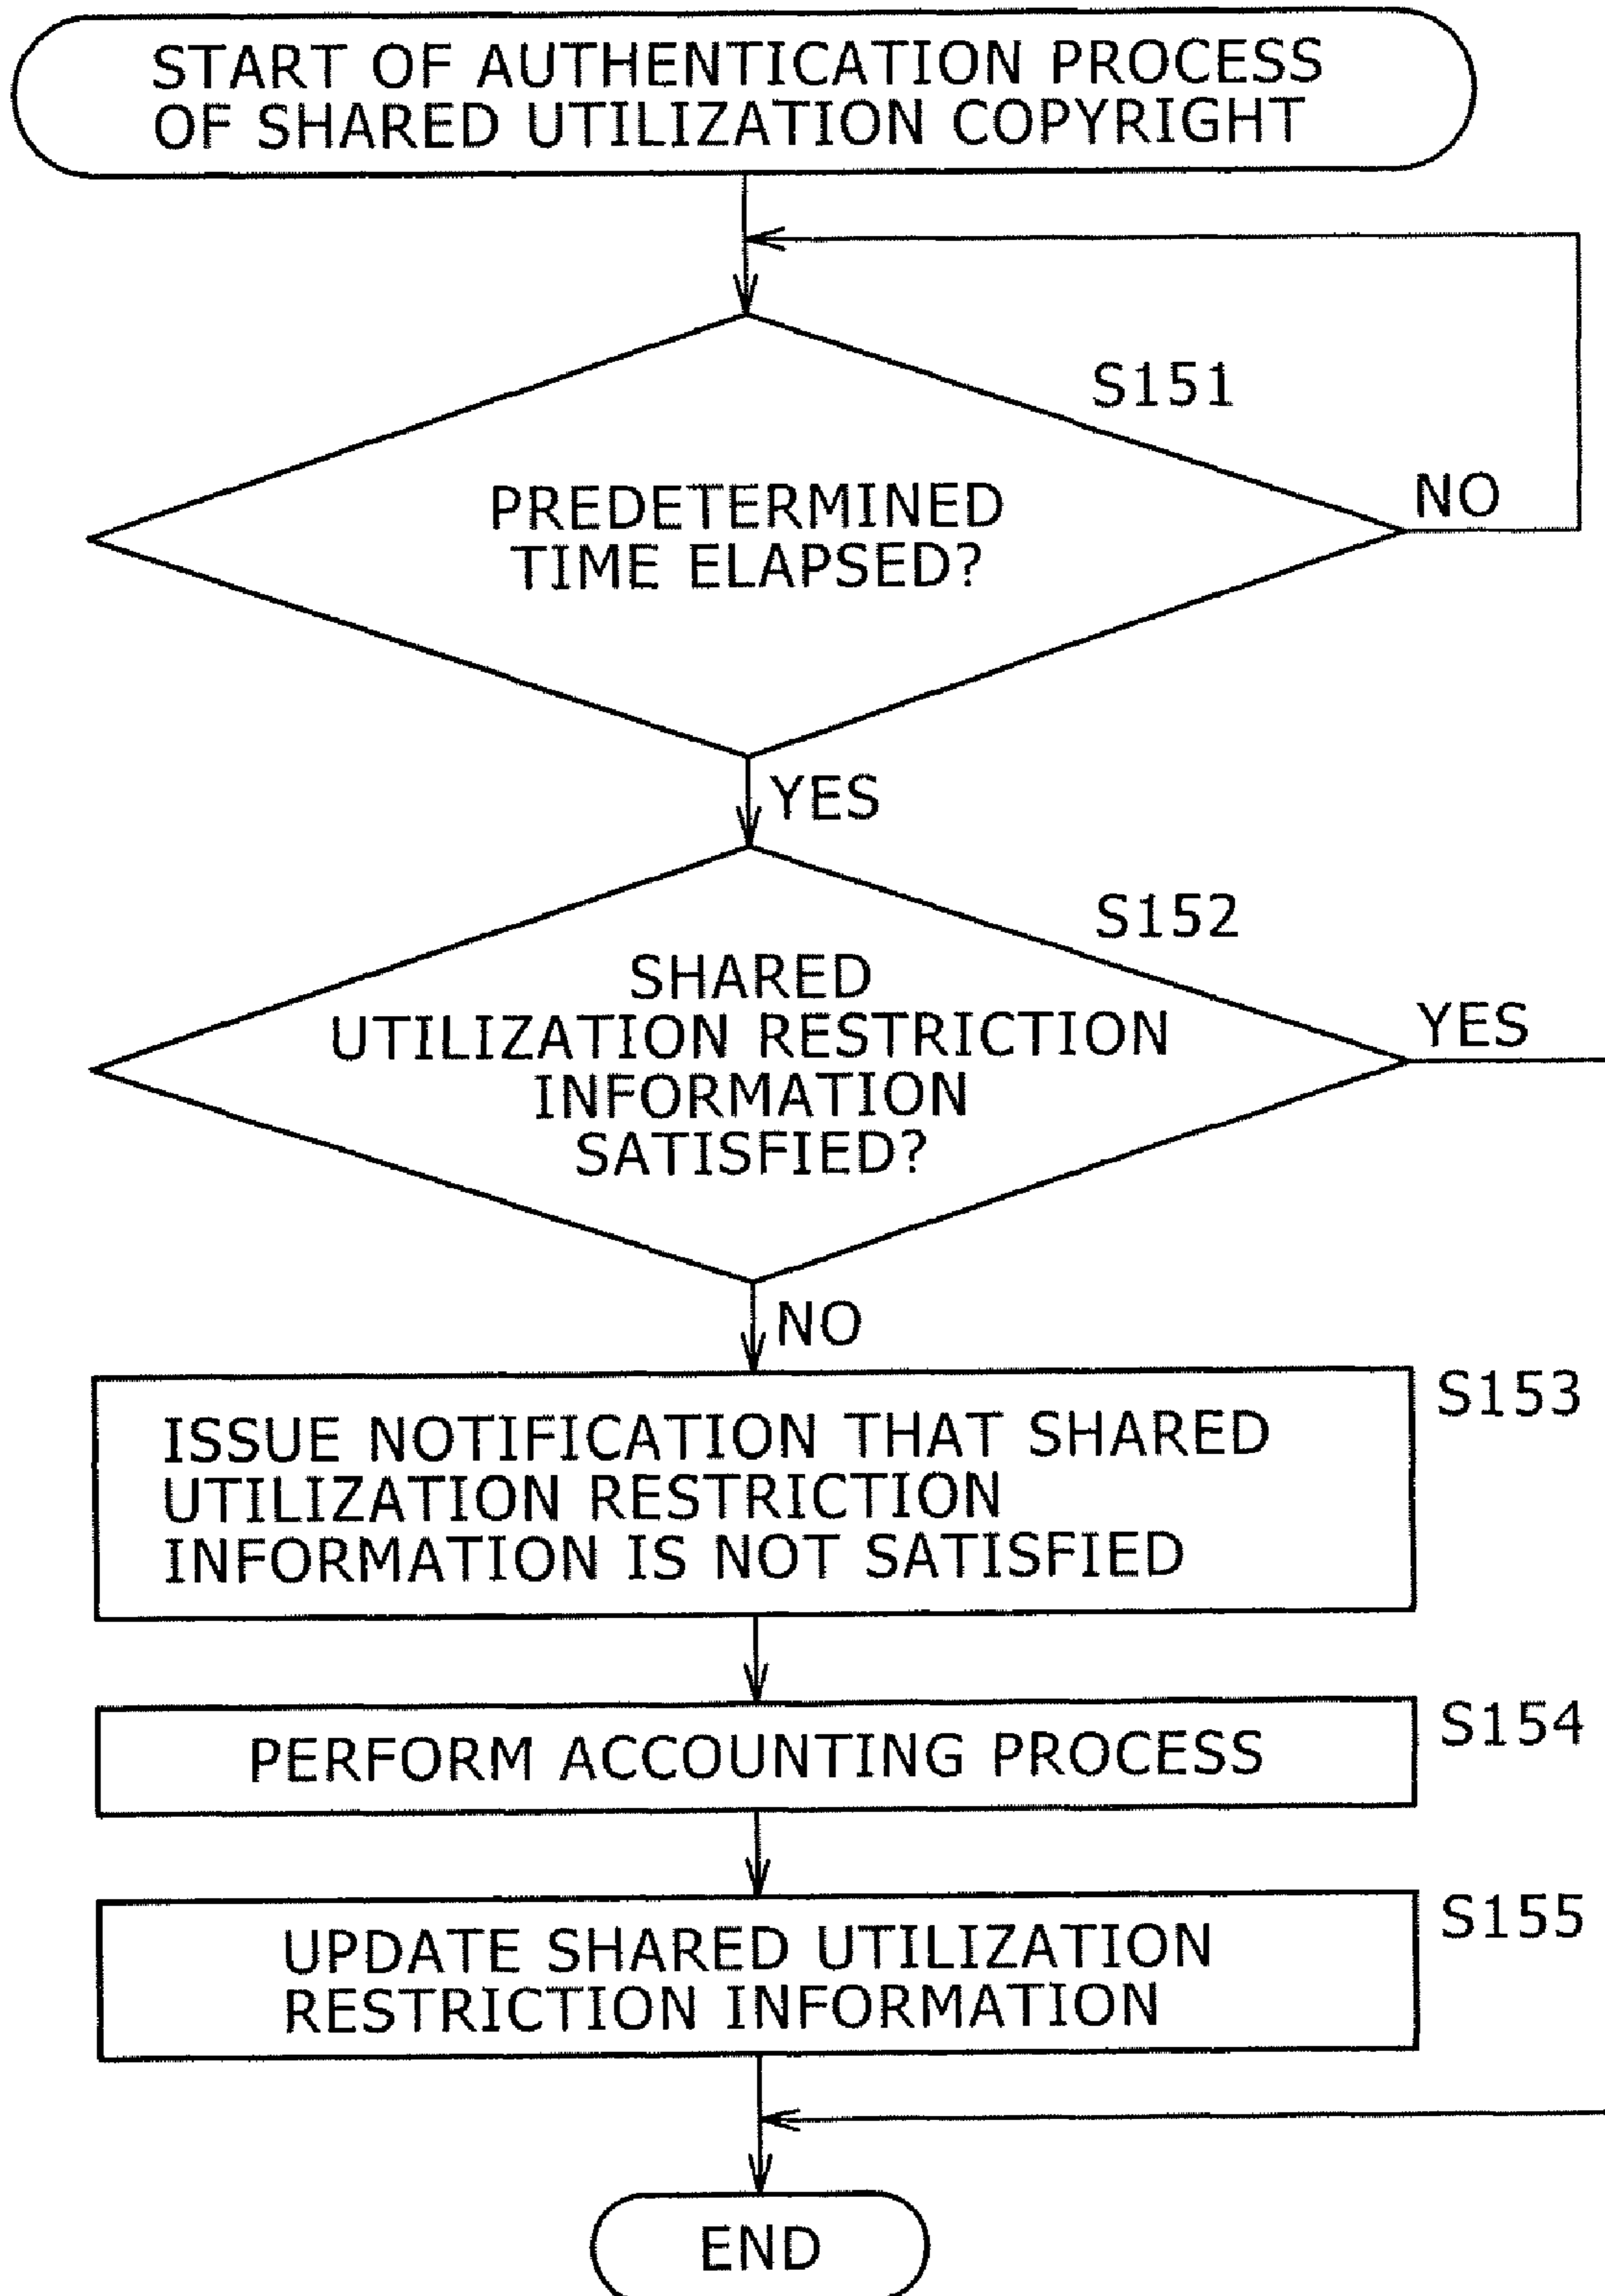 START OF AUTHENTICATION PROCESS
OF SHARED UTILIZATION COPYRIGHT
S151
PREDETERMINED
TIME ELAPSED?
NO
YES
S152
SHARED
UTILIZATION RESTRICTION
INFORMATION
SATISFIED?
YES
NO
S153
ISSUE NOTIFICATION THAT SHARED
UTILIZATION RESTRICTION
INFORMATION IS NOT SATISFIED
S154
PERFORM ACCOUNTING PROCESS
S155
UPDATE SHARED UTILIZATION
RESTRICTION INFORMATION
END